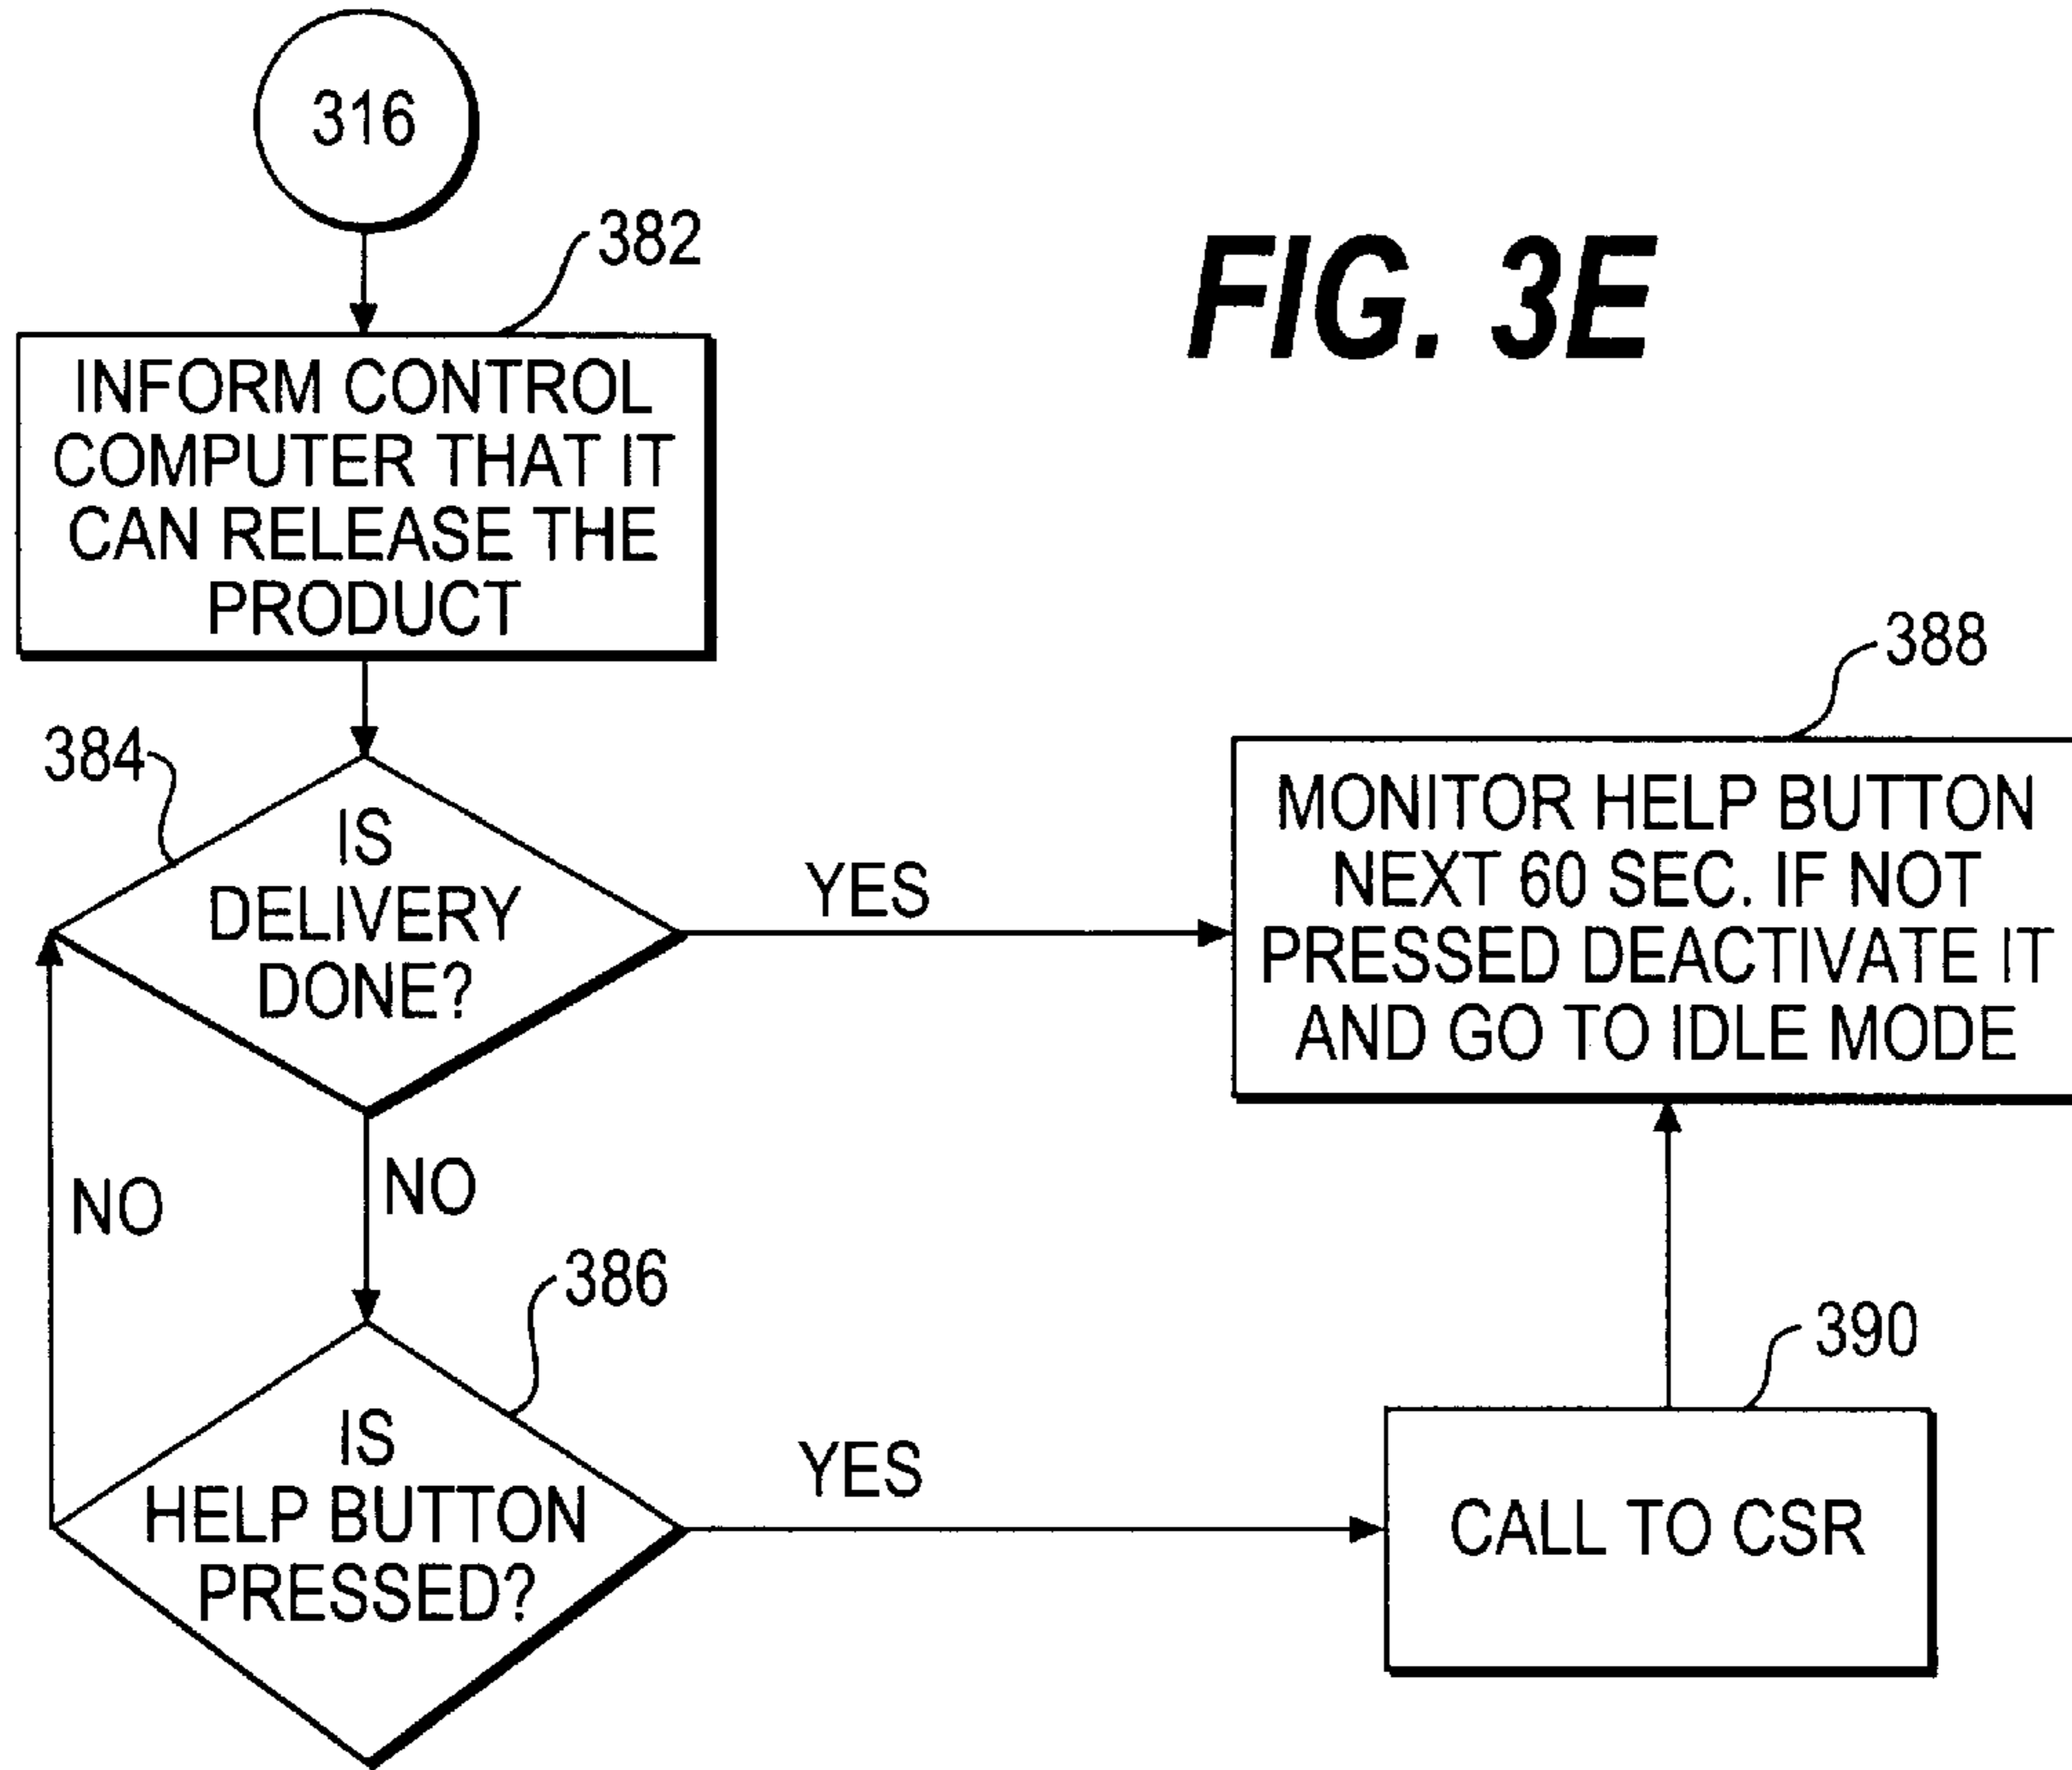 316
382
FIG. 3E
INFORM CONTROL
COMPUTER THAT IT
CAN RELEASE THE
PRODUCT
388
384
IS
DELIVERY
DONE?
YES
MONITOR HELP BUTTON
NEXT 60 SEC. IF NOT
PRESSED DEACTIVATE IT
AND GO TO IDLE MODE
NO
NO
386
390
IS
HELP BUTTON
PRESSED?
YES
CALL TO CSR